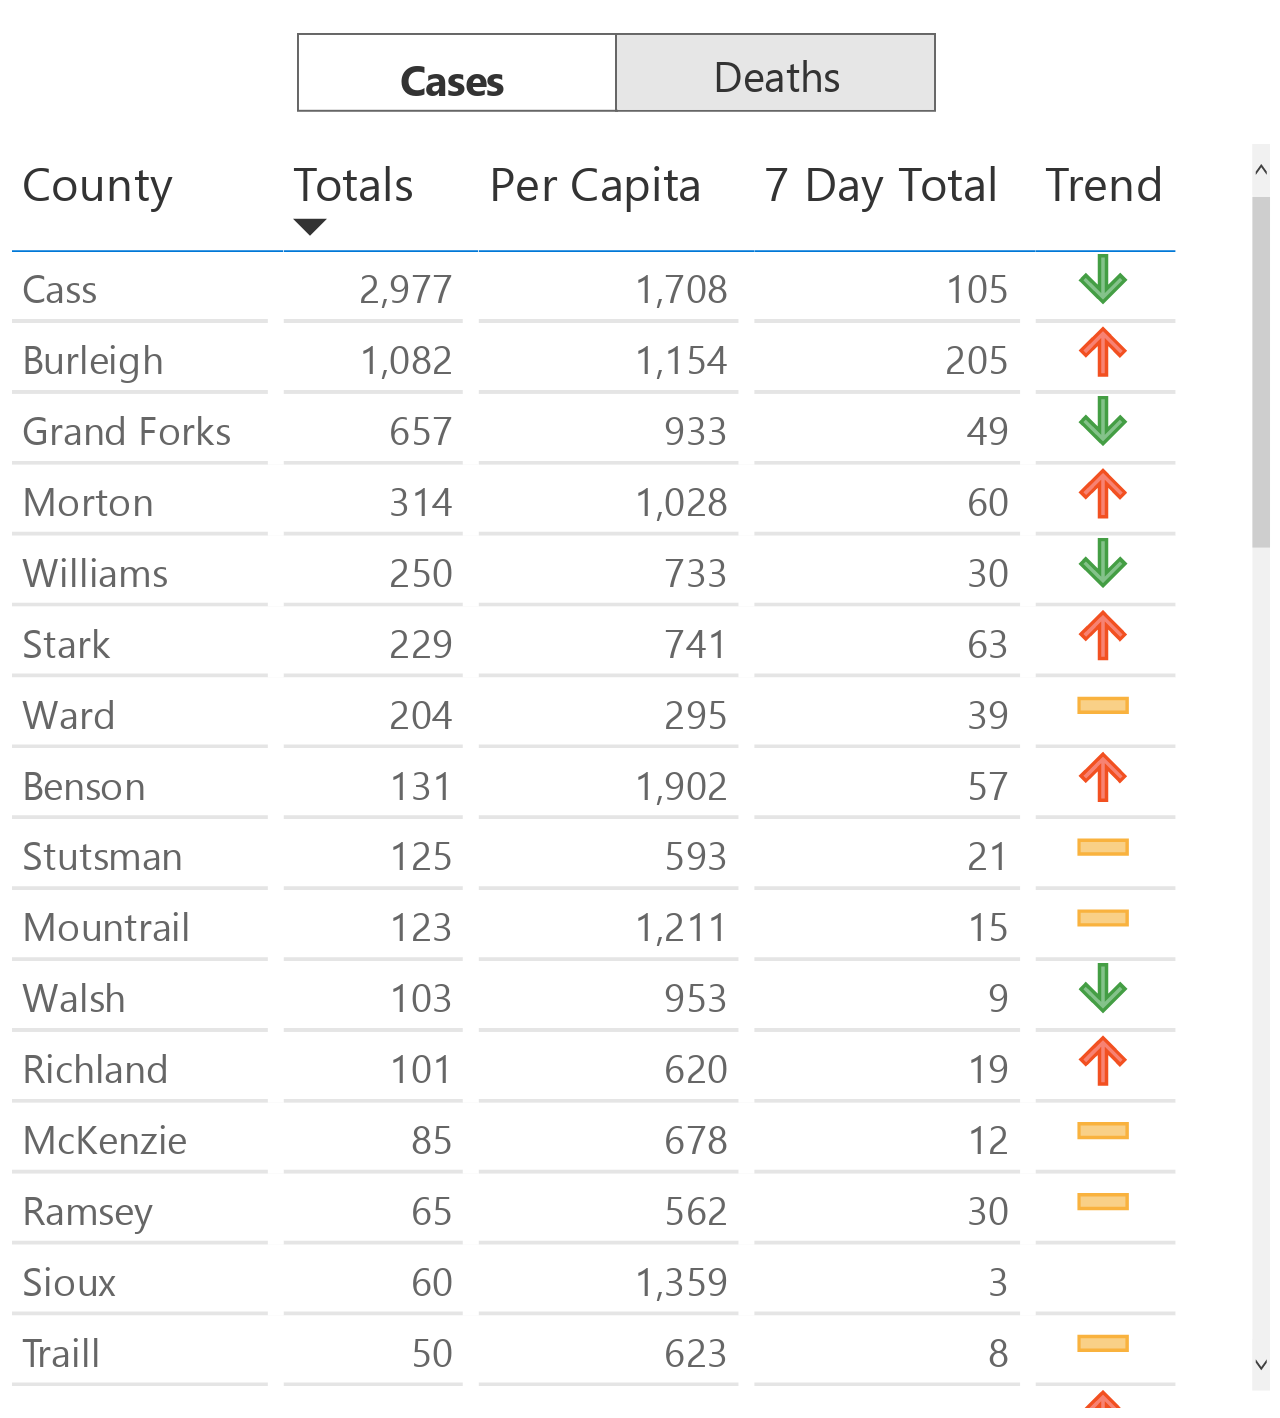 Cases Deaths
County Totals Per Capita 7 Day Total Trend
Cass 2,977 1,708 105
Burleigh 1,082 1,154 205
Grand Forks 657 933 49
Morton 314 1,028 60
Williams 250 733 30
Stark 229 741 63
Ward 204 295 39
Benson 131 1,902 57
Stutsman 125 593 21
Mountrail 123 1,211 15
Walsh 103 953 9
Richland 101 620 19
McKenzie 85 678 12
Ramsey 65 562 30
Sioux 60 1,359 3
Traill 50 623 8